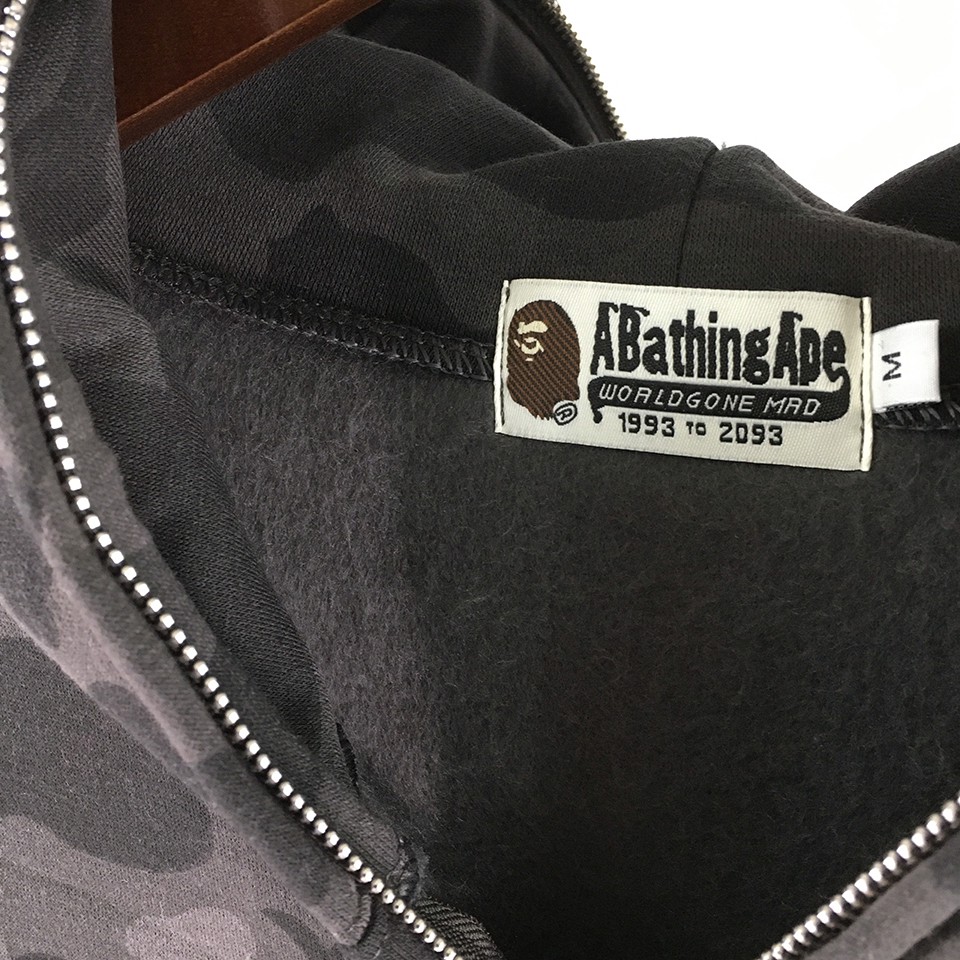 ABathingApe
WORLDGONE MAD
1993 TO 2093
®
M